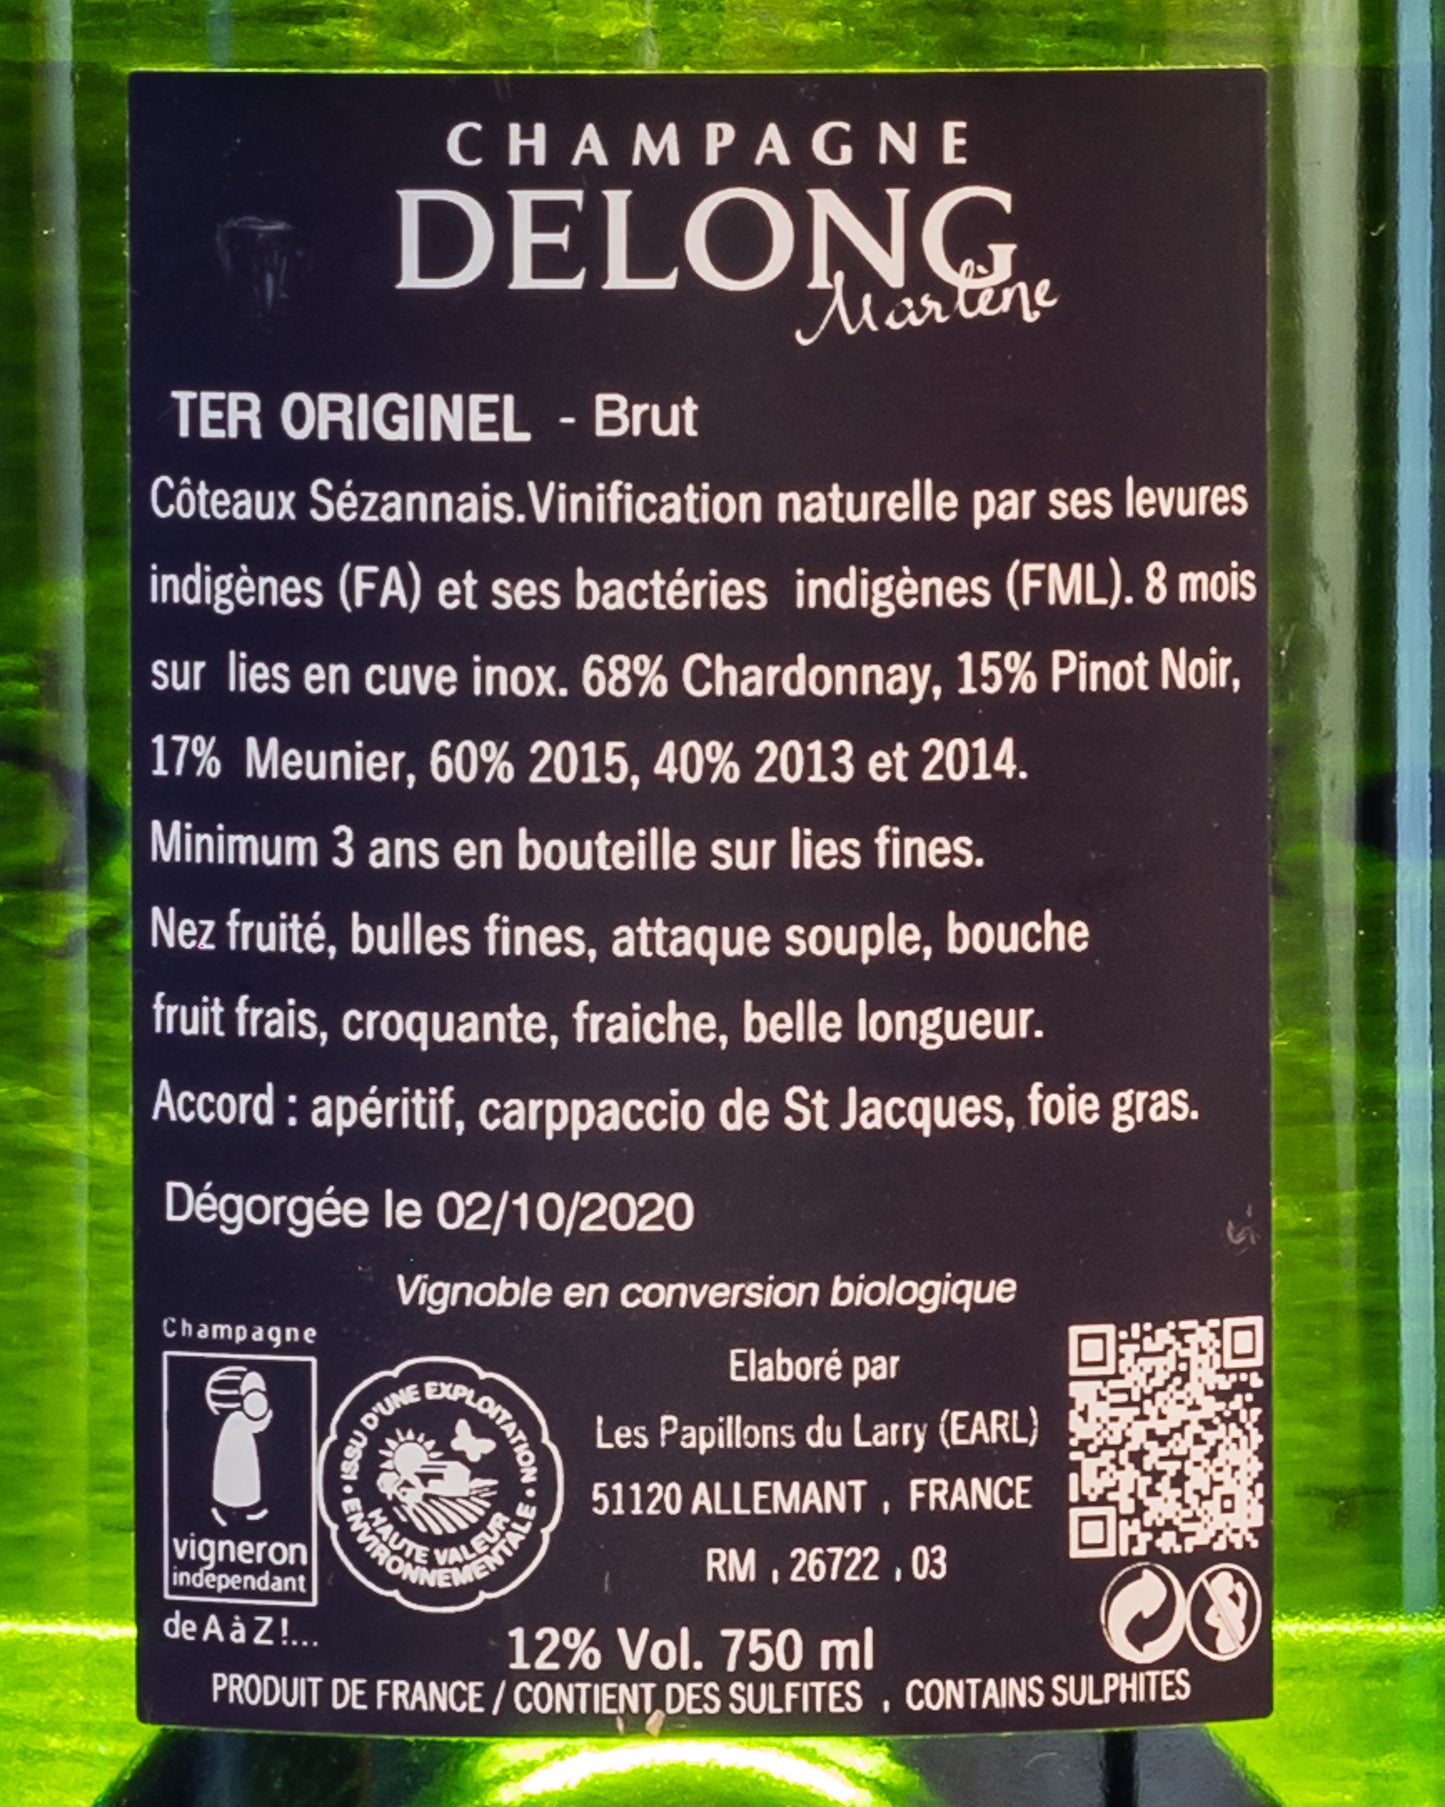 CHAMPAGNE
DELONG
Marlène
TER ORIGINEL - Brut
Côteaux Sézannais.Vinification naturelle par ses levures
indigènes (FA) et ses bactéries indigènes (FML). 8 mois
sur lies en cuve inox. 68% Chardonnay, 15% Pinot Noir,
17% Meunier, 60% 2015, 40% 2013 et 2014.
Minimum 3 ans en bouteille sur lies fines.
Nez fruité, bulles fines, attaque souple, bouche
fruit frais, croquante, fraiche, belle longueur.
Accord : apéritif, carppaccio de St Jacques, foie gras.
Dégorgée le 02/10/2020
Vignoble en conversion biologique
Champagne
vigneron
indépendant
de A à Z !...
ISSU D'UNE EXPLOITATION
HAUTE VALEUR
ENVIRONNEMENTALE
Elaboré par
Les Papillons du Larry (EARL)
51120 ALLEMANT , FRANCE
RM , 26722 , 03
12% Vol. 750 ml
PRODUIT DE FRANCE / CONTIENT DES SULFITES , CONTAINS SULPHITES